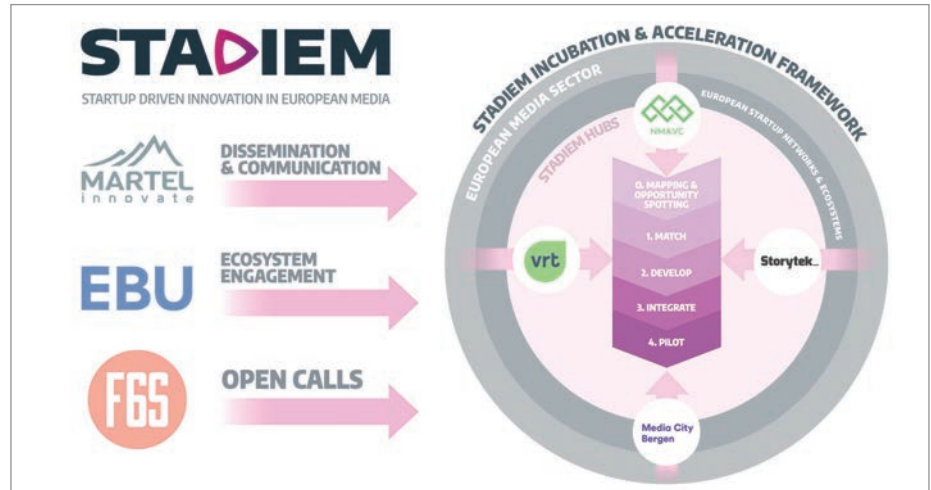 STADIEM
STARTUP DRIVEN INNOVATION IN EUROPEAN MEDIA
MARTEL
innovate
DISSEMINATION
& COMMUNICATION
EBU
ECOSYSTEM
ENGAGEMENT
F6S
OPEN CALLS
STADIEM INCUBATION & ACCELERATION FRAMEWORK
EUROPEAN MEDIA SECTOR
EUROPEAN STARTUP NETWORKS & ECOSYSTEMS
STADIEM HUBS
NMAVC
0. MAPPING &
OPPORTUNITY
SPOTTING
1. MATCH
vrt
Storytek
2. DEVELOP
3. INTEGRATE
4. PILOT
Media City
Bergen